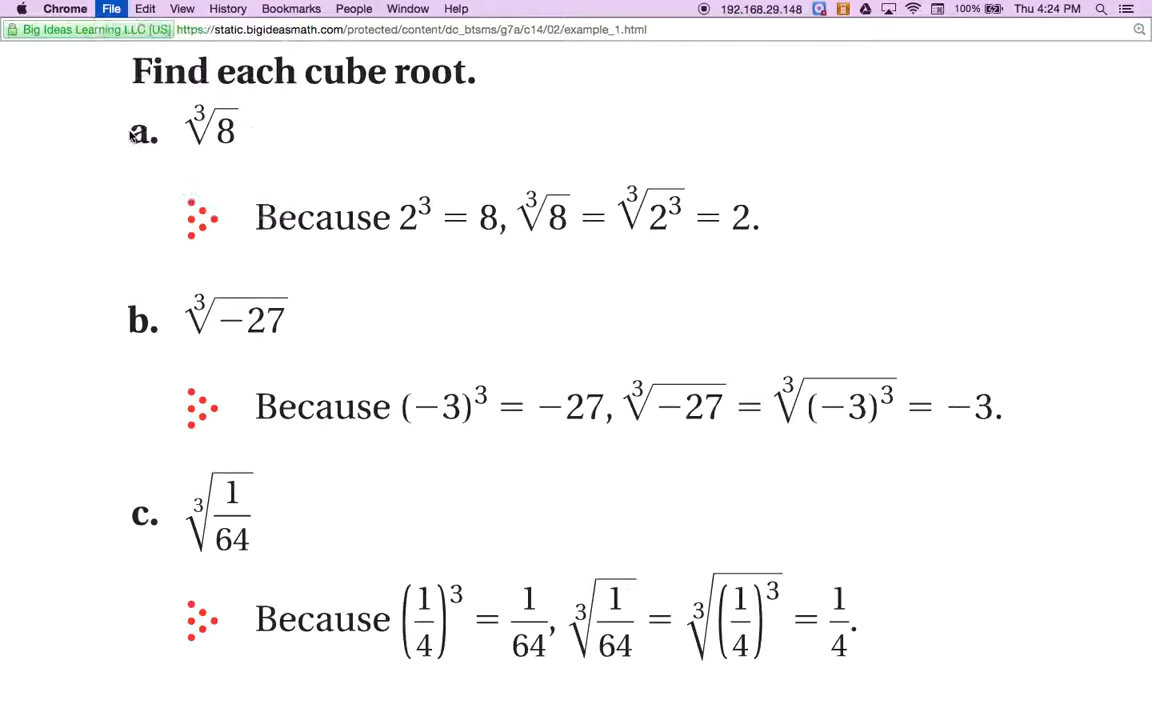 Chrome File Edit View History Bookmarks People Window Help 192.168.29.148 100% Thu 4:24 PM
Big Ideas Learning LLC [US] https://static.bigideasmath.com/protected/content/dc_btsms/g7a/c14/02/example_1.html
Find each cube root.
a. ∛8
Because 2³ = 8, ∛8 = ∛2³ = 2.
b. ∛−27
Because (−3)³ = −27, ∛−27 = ∛(−3)³ = −3.
c. ∛(1/64)
Because (1/4)³ = 1/64, ∛(1/64) = ∛(1/4)³ = 1/4.